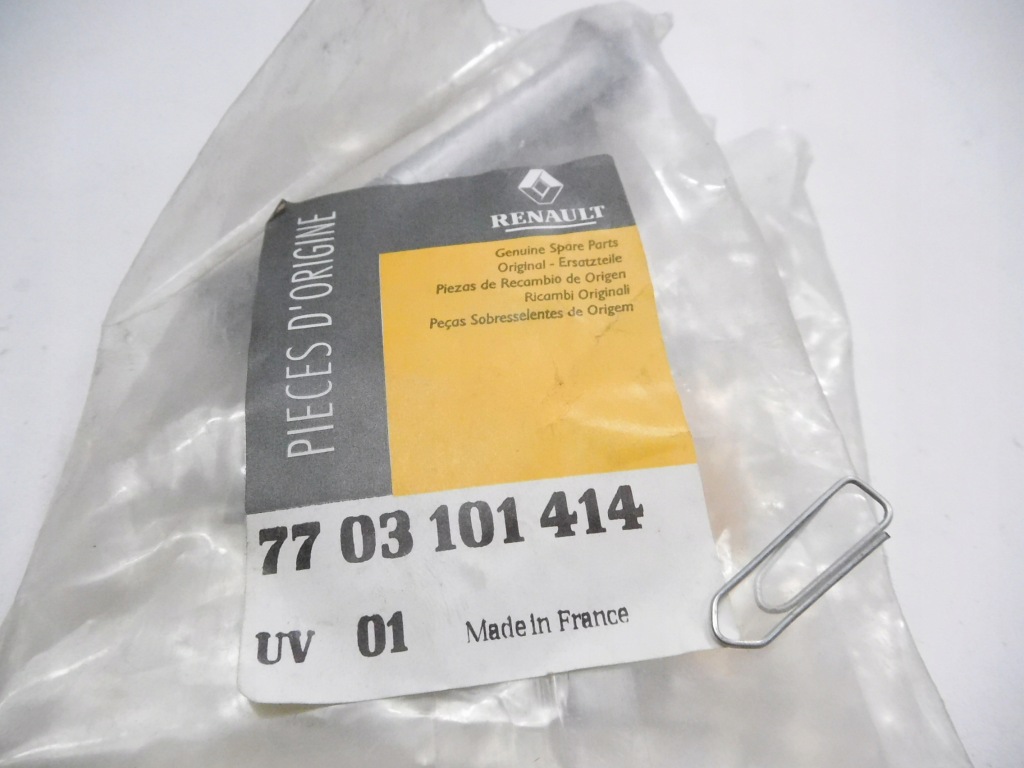 PIECES D'ORIGINE
RENAULT
Genuine Spare Parts
Original - Ersatzteile
Piezas de Recambio de Origen
Ricambi Originali
Peças Sobresselentes de Origem
77 03 101 414
UV 01 Made in France